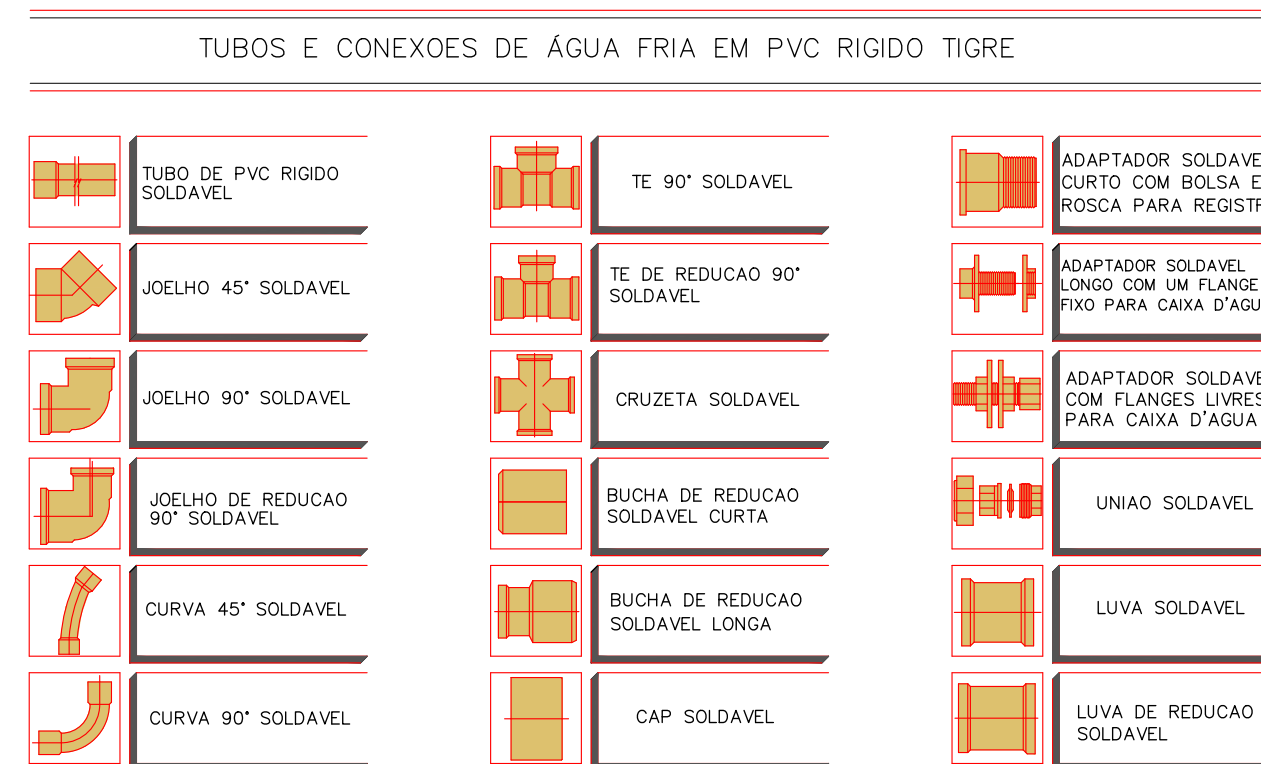 TUBOS E CONEXOES DE ÁGUA FRIA EM PVC RIGIDO TIGRE
TUBO DE PVC RIGIDO
SOLDAVEL
JOELHO 45° SOLDAVEL
JOELHO 90° SOLDAVEL
JOELHO DE REDUCAO
90° SOLDAVEL
CURVA 45° SOLDAVEL
CURVA 90° SOLDAVEL
TE 90° SOLDAVEL
TE DE REDUCAO 90°
SOLDAVEL
CRUZETA SOLDAVEL
BUCHA DE REDUCAO
SOLDAVEL CURTA
BUCHA DE REDUCAO
SOLDAVEL LONGA
CAP SOLDAVEL
ADAPTADOR SOLDAVE
CURTO COM BOLSA E
ROSCA PARA REGISTR
ADAPTADOR SOLDAVEL
LONGO COM UM FLANGE
FIXO PARA CAIXA D'AGU
ADAPTADOR SOLDAVE
COM FLANGES LIVRES
PARA CAIXA D'AGUA
UNIAO SOLDAVEL
LUVA SOLDAVEL
LUVA DE REDUCAO
SOLDAVEL